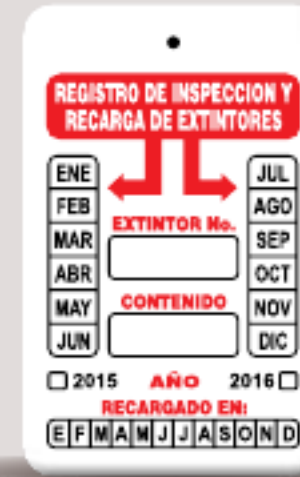 REGISTRO DE INSPECCION Y
RECARGA DE EXTINTORES
ENE
FEB
MAR
ABR
MAY
JUN
JUL
AGO
SEP
OCT
NOV
DIC
EXTINTOR No.
CONTENIDO
2015 AÑO 2016
RECARGADO EN:
E F M A M J J A S O N D